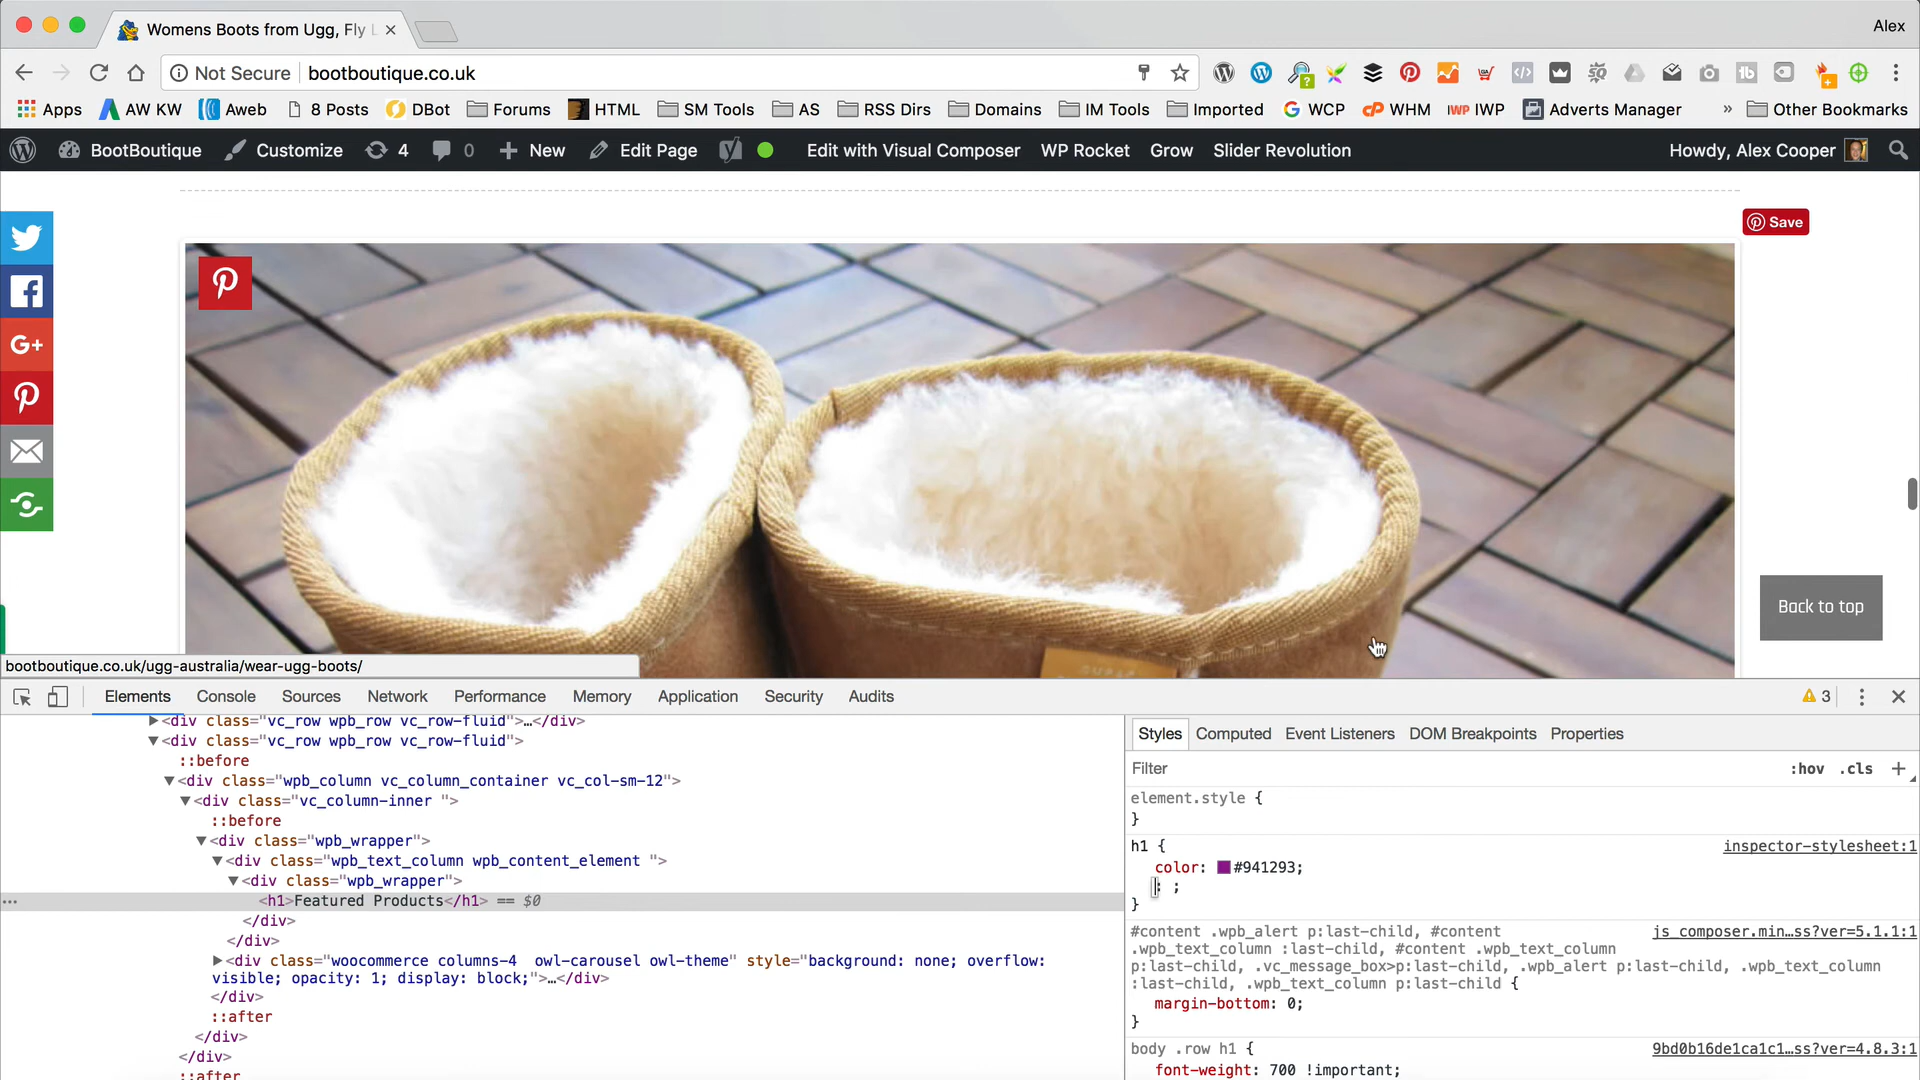 Womens Boots from Ugg, Fly L
Alex
Not Secure bootboutique.co.uk
Apps AW KW Aweb 8 Posts DBot Forums HTML SM Tools AS RSS Dirs Domains IM Tools Imported WCP WHM IWP Adverts Manager » Other Bookmarks
BootBoutique Customize 4 0 New Edit Page Edit with Visual Composer WP Rocket Grow Slider Revolution Howdy, Alex Cooper
Save
G+
Back to top
bootboutique.co.uk/ugg-australia/wear-ugg-boots/
Elements Console Sources Network Performance Memory Application Security Audits 3
<div class="vc_row wpb_row vc_row-fluid">…</div>
<div class="vc_row wpb_row vc_row-fluid">
::before
<div class="wpb_column vc_column_container vc_col-sm-12">
<div class="vc_column-inner ">
::before
<div class="wpb_wrapper">
<div class="wpb_text_column wpb_content_element ">
<div class="wpb_wrapper">
<h1>Featured Products</h1> == $0
</div>
</div>
<div class="woocommerce columns-4  owl-carousel owl-theme" style="background: none; overflow:
visible; opacity: 1; display: block;">…</div>
</div>
::after
</div>
</div>
::after
Styles Computed Event Listeners DOM Breakpoints Properties
Filter :hov .cls +
element.style {
}
h1 { inspector-stylesheet:1
color: #941293;
: ;
}
#content .wpb_alert p:last-child, #content js_composer.min…ss?ver=5.1.1:1
.wpb_text_column :last-child, #content .wpb_text_column
p:last-child, .vc_message_box>p:last-child, .wpb_alert p:last-child, .wpb_text_column
:last-child, .wpb_text_column p:last-child {
margin-bottom: 0;
}
body .row h1 { 9bd0b16de1ca1c1…ss?ver=4.8.3:1
font-weight: 700 !important;